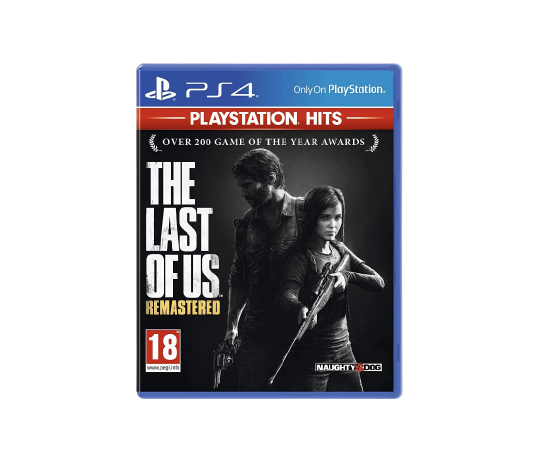 PS4
Only On PlayStation.
PLAYSTATION HITS
OVER 200 GAME OF THE YEAR AWARDS
THE
LAST
OF US
REMASTERED
18
www.pegi.info
NAUGHTY DOG